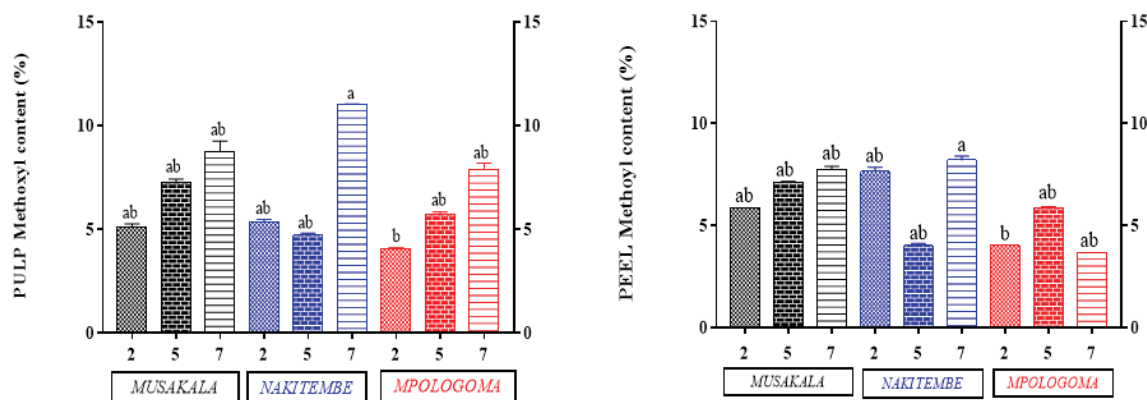 PULP Methoxyl content (%)
15
10
5
0
15
10
5
0
ab
ab
ab
ab
ab
a
b
ab
ab
2 5 7 2 5 7 2 5 7
MUSAKALA NAKITEMBE MPOLOGOMA
PEEL Methoyl content (%)
15
10
5
0
15
10
5
0
ab
ab
ab
ab
ab
a
b
ab
ab
2 5 7 2 5 7 2 5 7
MUSAKALA NAKITEMBE MPOLOGOMA